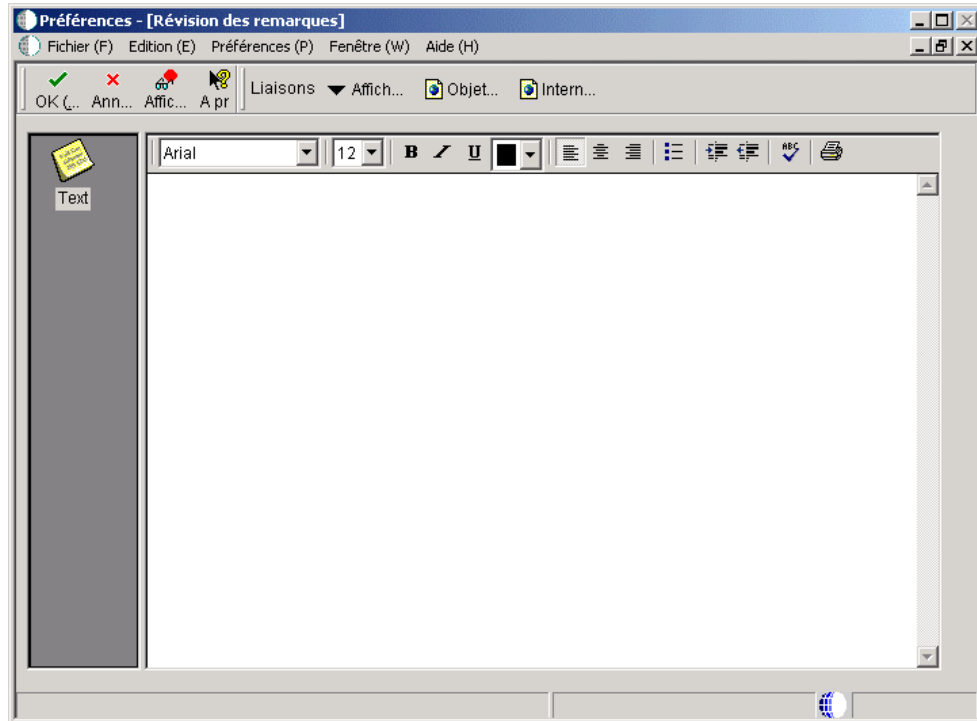 Préférences - [Révision des remarques]
Fichier (F) Edition (E) Préférences (P) Fenêtre (W) Aide (H)
OK (... Ann... Affic... A pr Liaisons Affich... Objet... Intern...
Arial 12 B I U ABC
Text